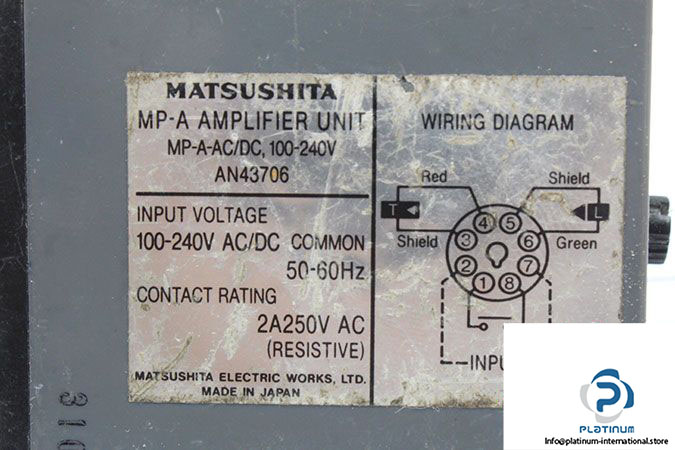 MATSUSHITA
MP-A AMPLIFIER UNIT
MP-A-AC/DC, 100-240V
AN43706
INPUT VOLTAGE
100-240V AC/DC COMMON
50-60Hz
CONTACT RATING
2A250V AC
(RESISTIVE)
MATSUSHITA ELECTRIC WORKS, LTD.
MADE IN JAPAN
WIRING DIAGRAM
Red
Shield
T
4
5
L
Shield
3
6
Green
2
7
1
8
INPU
310
PLATINUM
Info@platinum-international.store